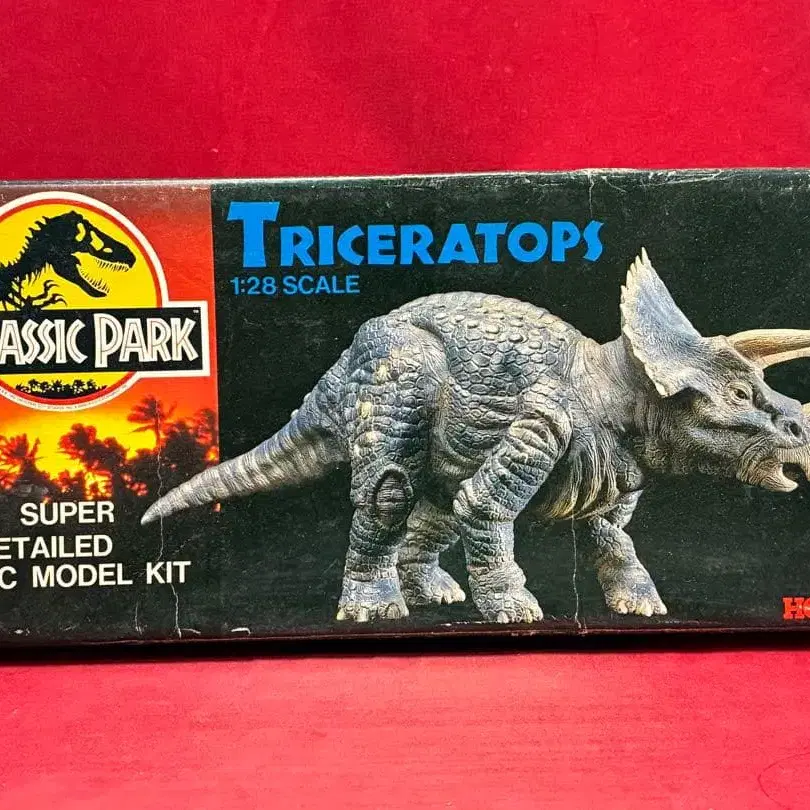 TRICERATOPS
1:28 SCALE
ASSIC PARK
SUPER
ETAILED
C MODEL KIT
H